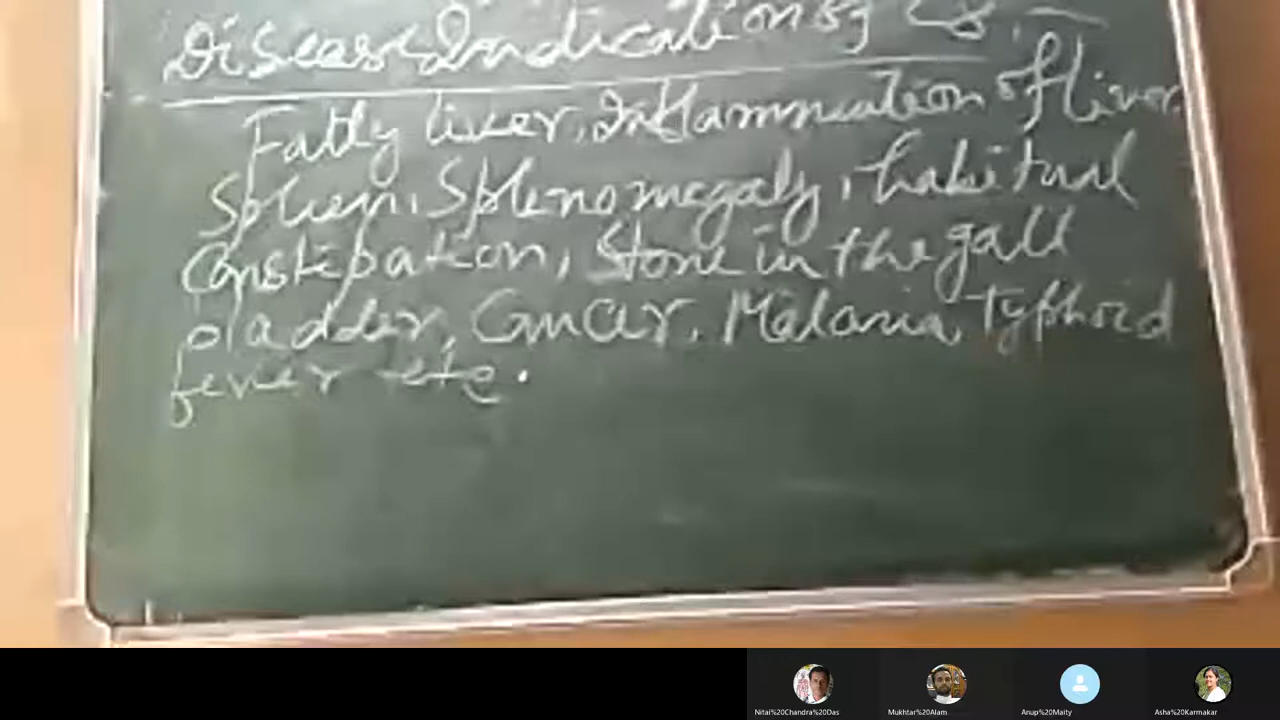 Disease Indication of
Fatty liver, Inflammation of liver,
Spleen, Splenomegaly, habitual
Constipation, Stone in the gall
bladder, Cancer, Malaria, Typhoid
fever etc.
Nitai%20Chandra%20Das
Mukhtar%20Alam
Anup%20Maity
Asha%20Karmakar